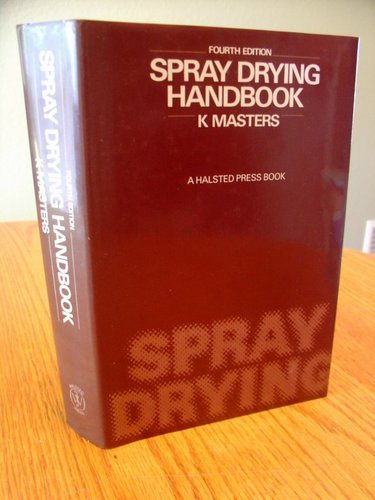 FOURTH EDITION
SPRAY DRYING
HANDBOOK
K MASTERS
A HALSTED PRESS BOOK
SPRAY
DRYING
SPRAY DRYING HANDBOOK
FOURTH EDITION
K MASTERS